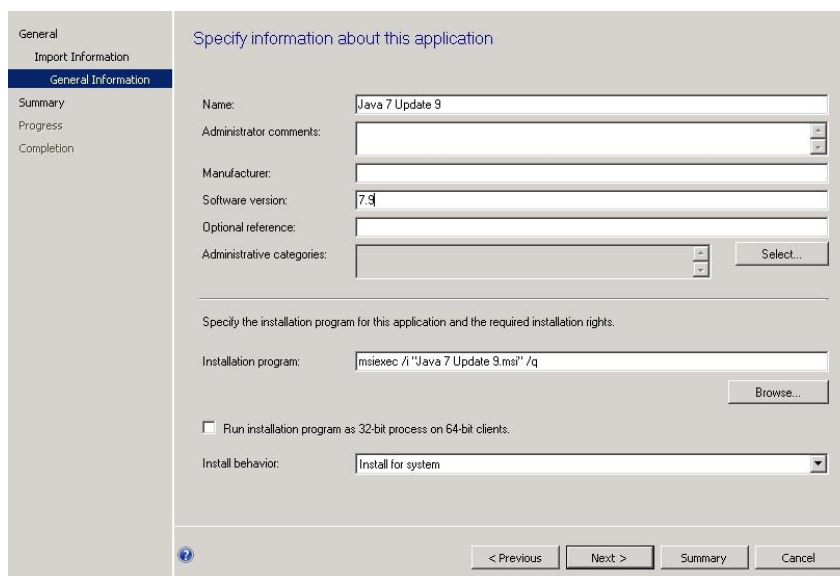 General
Import Information
General Information
Summary
Progress
Completion
Specify information about this application
Name: Java 7 Update 9
Administrator comments:
Manufacturer:
Software version: 7.9
Optional reference:
Administrative categories: Select...
Specify the installation program for this application and the required installation rights.
Installation program: msiexec /i "Java 7 Update 9.msi" /q
Browse...
Run installation program as 32-bit process on 64-bit clients.
Install behavior: Install for system
< Previous Next > Summary Cancel